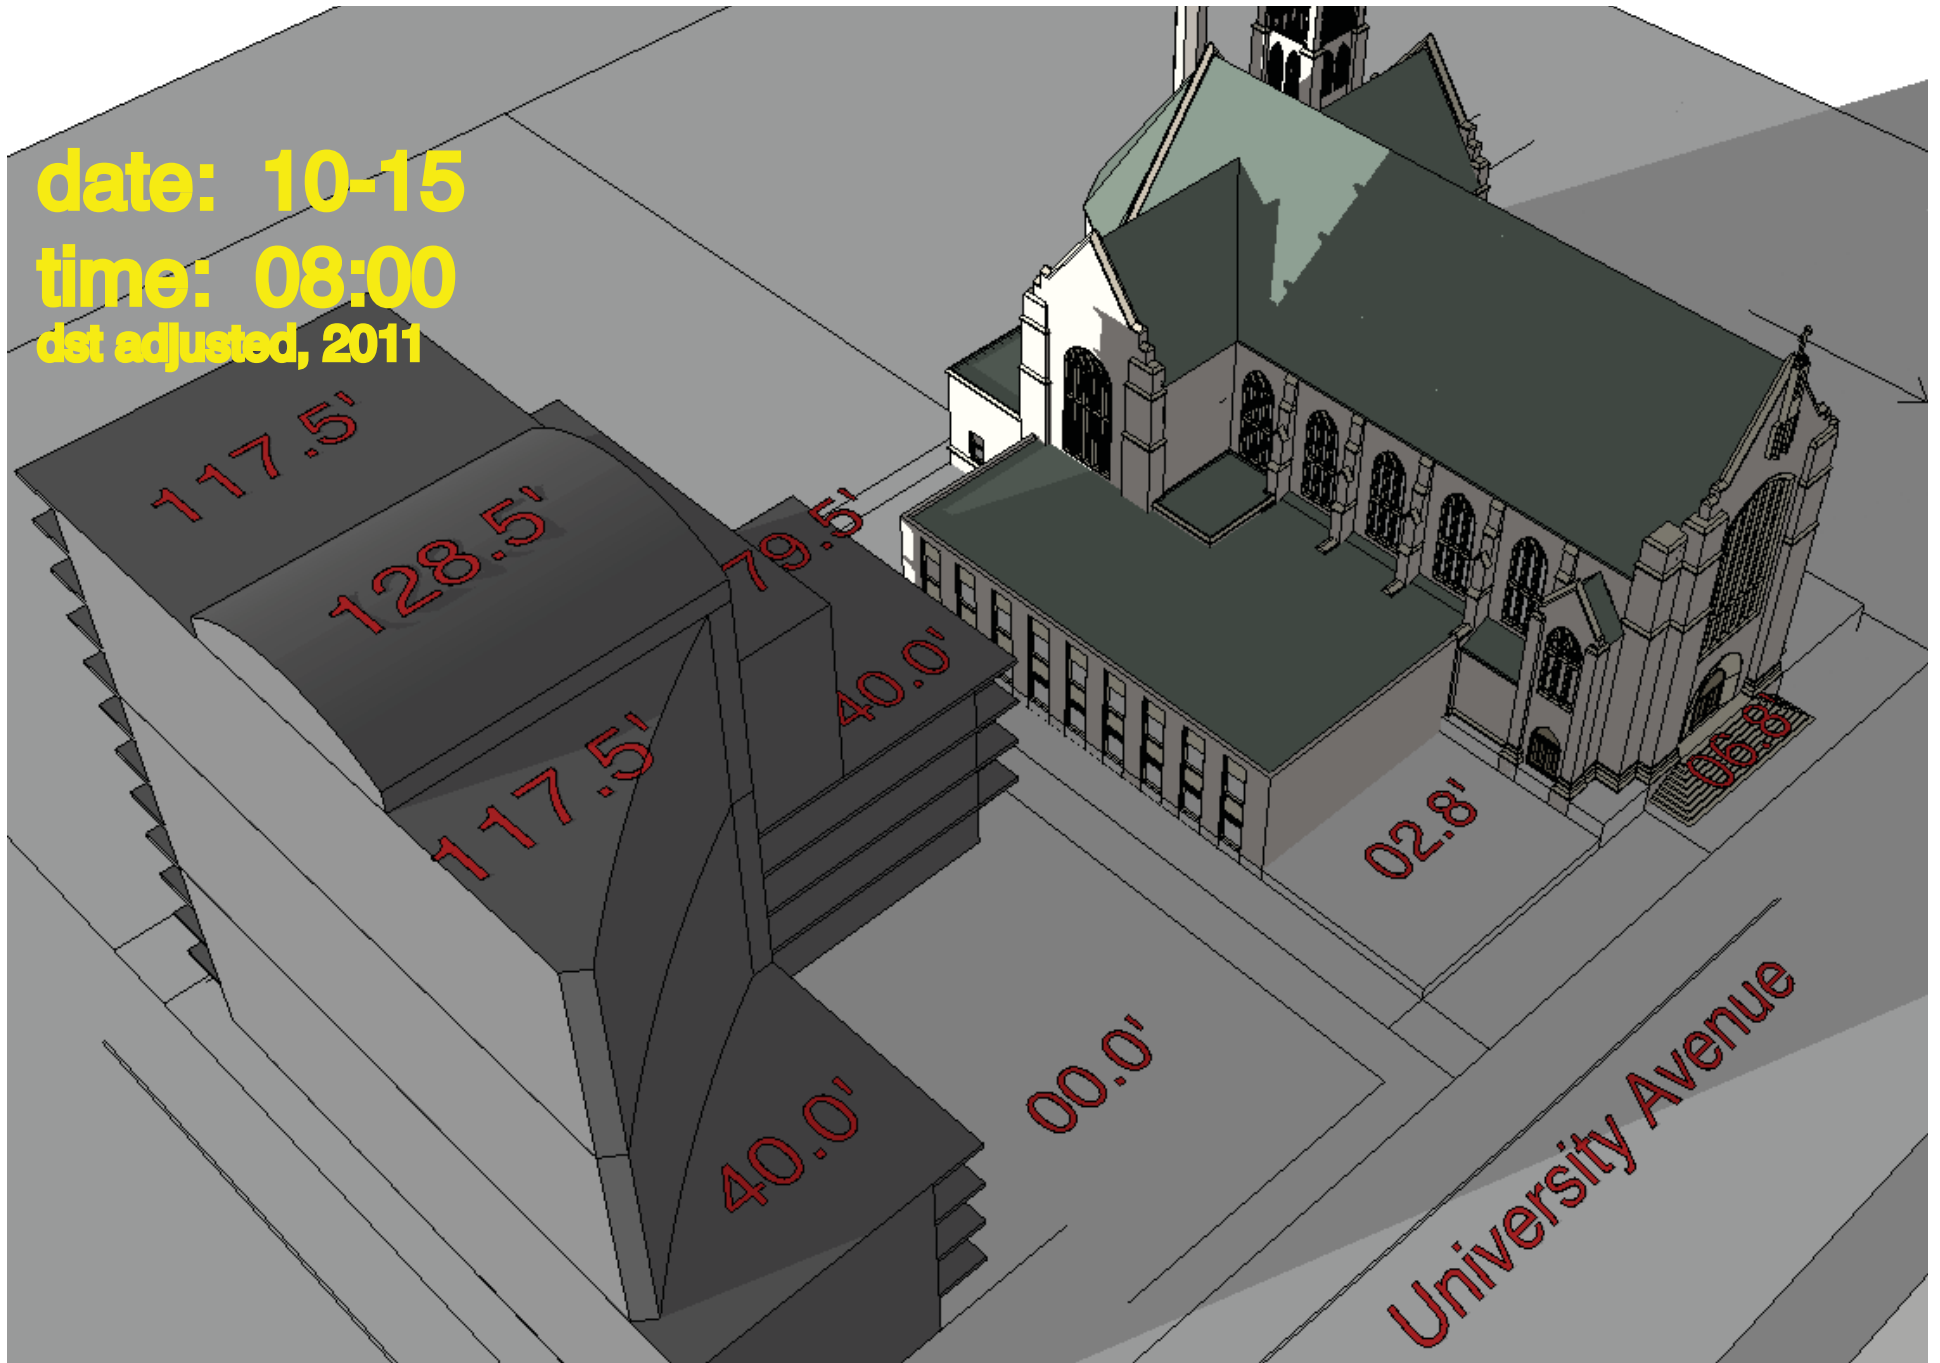 date: 10-15
time: 08:00
dst adjusted, 2011
117.5'
128.5'
79.5'
40.0'
117.5'
06.8'
02.8'
00.0'
40.0'
University Avenue